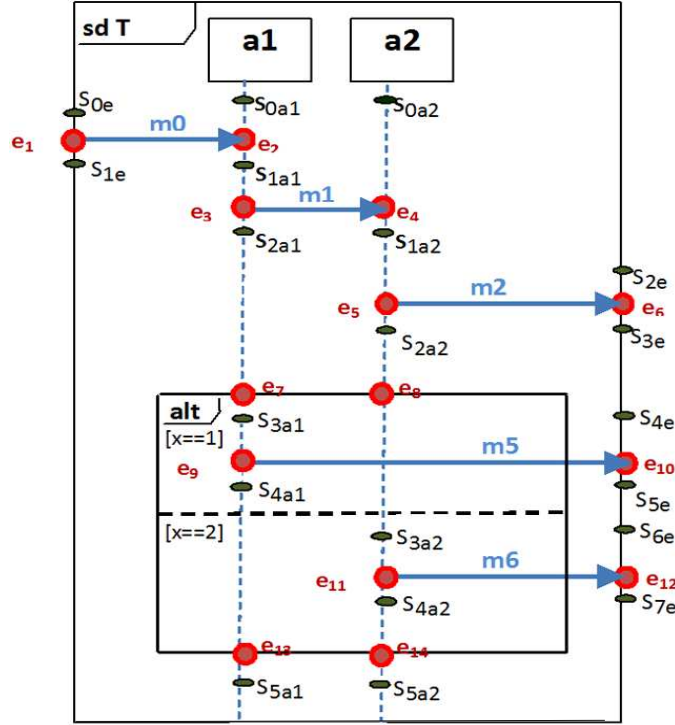 sd T
a1
a2
S0e
S0a1
S0a2
e1
m0
e2
S1e
S1a1
m1
e3
e4
S2a1
S1a2
S2e
m2
e5
e6
S2a2
S3e
e7
e8
alt
S3a1
S4e
[x==1]
m5
e9
e10
S4a1
S5e
[x==2]
S6e
S3a2
m6
e11
e12
S4a2
S7e
e13
e14
S5a1
S5a2